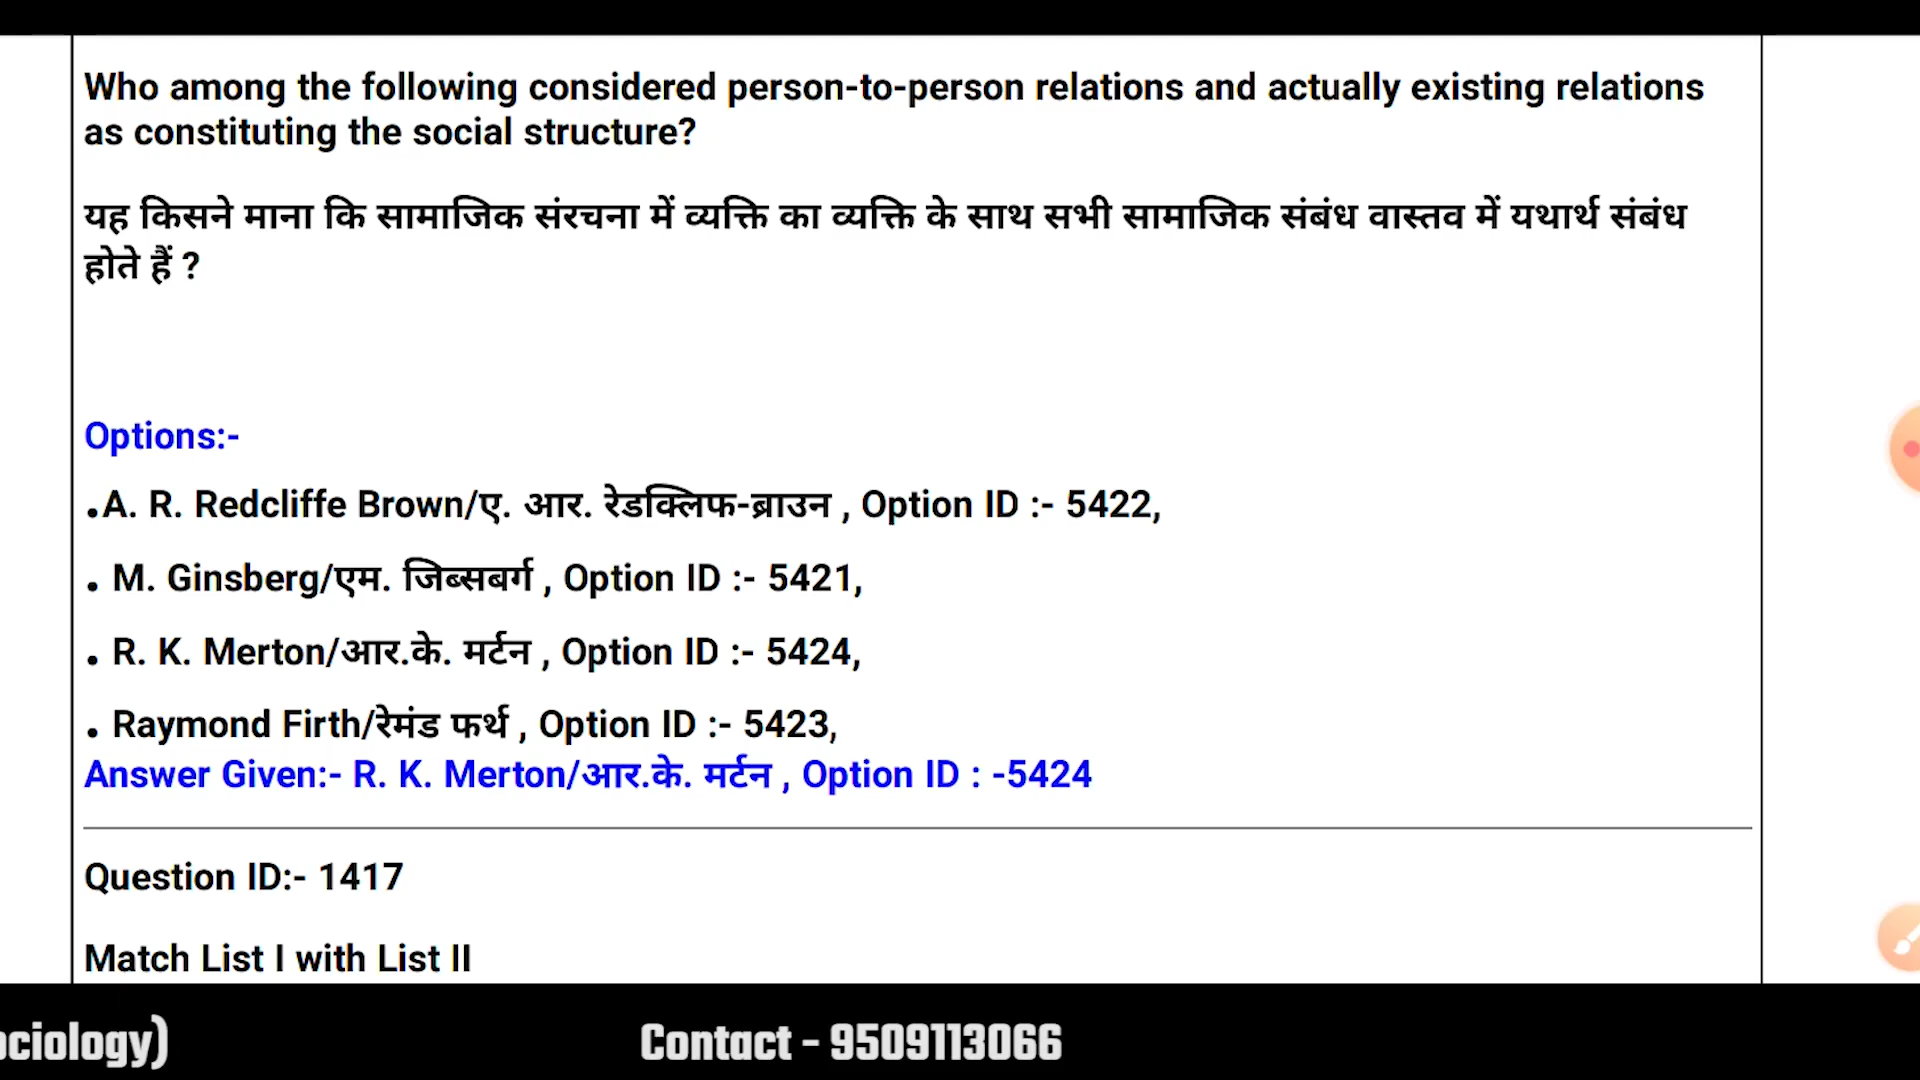 Who among the following considered person-to-person relations and actually existing relations
as constituting the social structure?
यह किसने माना कि सामाजिक संरचना में व्यक्ति का व्यक्ति के साथ सभी सामाजिक संबंध वास्तव में यथार्थ संबंध
होते हैं ?
Options:-
.A. R. Redcliffe Brown/ए. आर. रेडक्लिफ-ब्राउन , Option ID :- 5422,
. M. Ginsberg/एम. जिब्सबर्ग , Option ID :- 5421,
. R. K. Merton/आर.के. मर्टन , Option ID :- 5424,
. Raymond Firth/रेमंड फर्थ , Option ID :- 5423,
Answer Given:- R. K. Merton/आर.के. मर्टन , Option ID : -5424
Question ID:- 1417
Match List I with List II
ociology) Contact - 9509113066